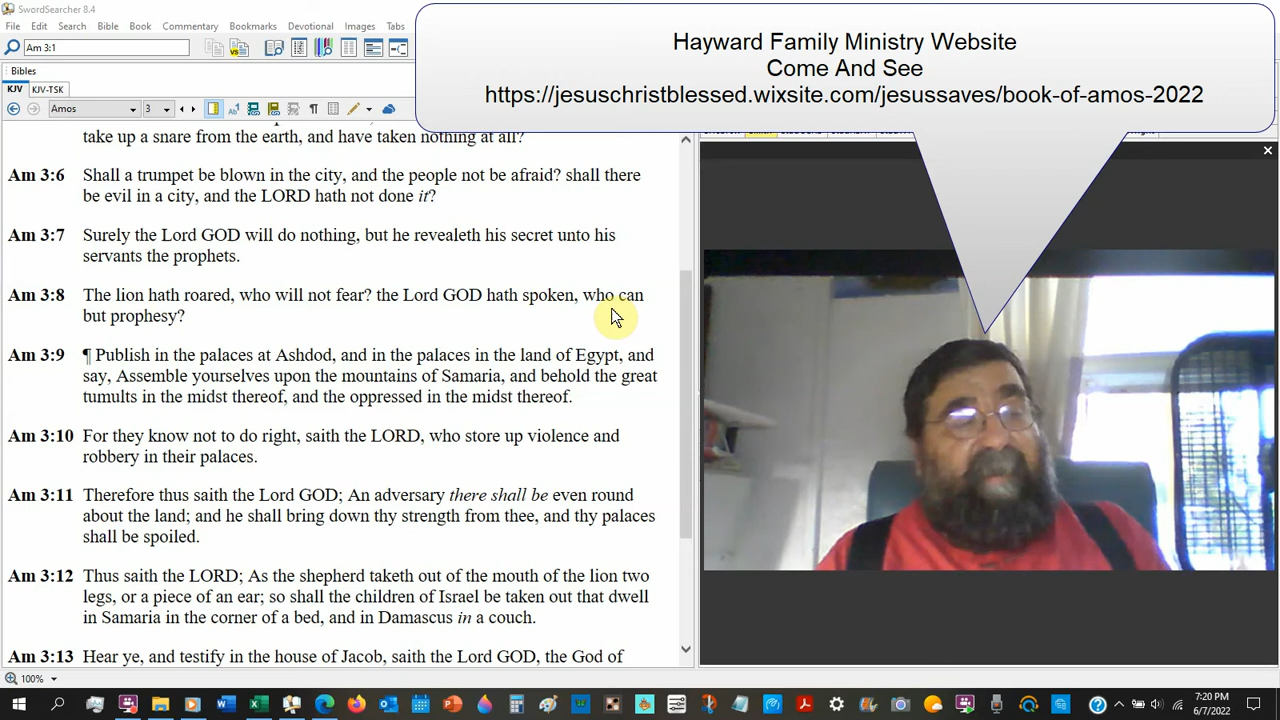 SwordSearcher 8.4
File Edit Search Bible Book Commentary Bookmarks Devotional Images Tabs
Am 3:1
Bibles
KJV KJV-TSK
Amos 3
Hayward Family Ministry Website
Come And See
https://jesuschristblessed.wixsite.com/jesussaves/book-of-amos-2022
take up a snare from the earth, and have taken nothing at all?
Am 3:6 Shall a trumpet be blown in the city, and the people not be afraid? shall there
be evil in a city, and the LORD hath not done it?
Am 3:7 Surely the Lord GOD will do nothing, but he revealeth his secret unto his
servants the prophets.
Am 3:8 The lion hath roared, who will not fear? the Lord GOD hath spoken, who can
but prophesy?
Am 3:9 ¶ Publish in the palaces at Ashdod, and in the palaces in the land of Egypt, and
say, Assemble yourselves upon the mountains of Samaria, and behold the great
tumults in the midst thereof, and the oppressed in the midst thereof.
Am 3:10 For they know not to do right, saith the LORD, who store up violence and
robbery in their palaces.
Am 3:11 Therefore thus saith the Lord GOD; An adversary there shall be even round
about the land; and he shall bring down thy strength from thee, and thy palaces
shall be spoiled.
Am 3:12 Thus saith the LORD; As the shepherd taketh out of the mouth of the lion two
legs, or a piece of an ear; so shall the children of Israel be taken out that dwell
in Samaria in the corner of a bed, and in Damascus in a couch.
Am 3:13 Hear ye, and testify in the house of Jacob, saith the Lord GOD, the God of
100%
7:20 PM
6/7/2022